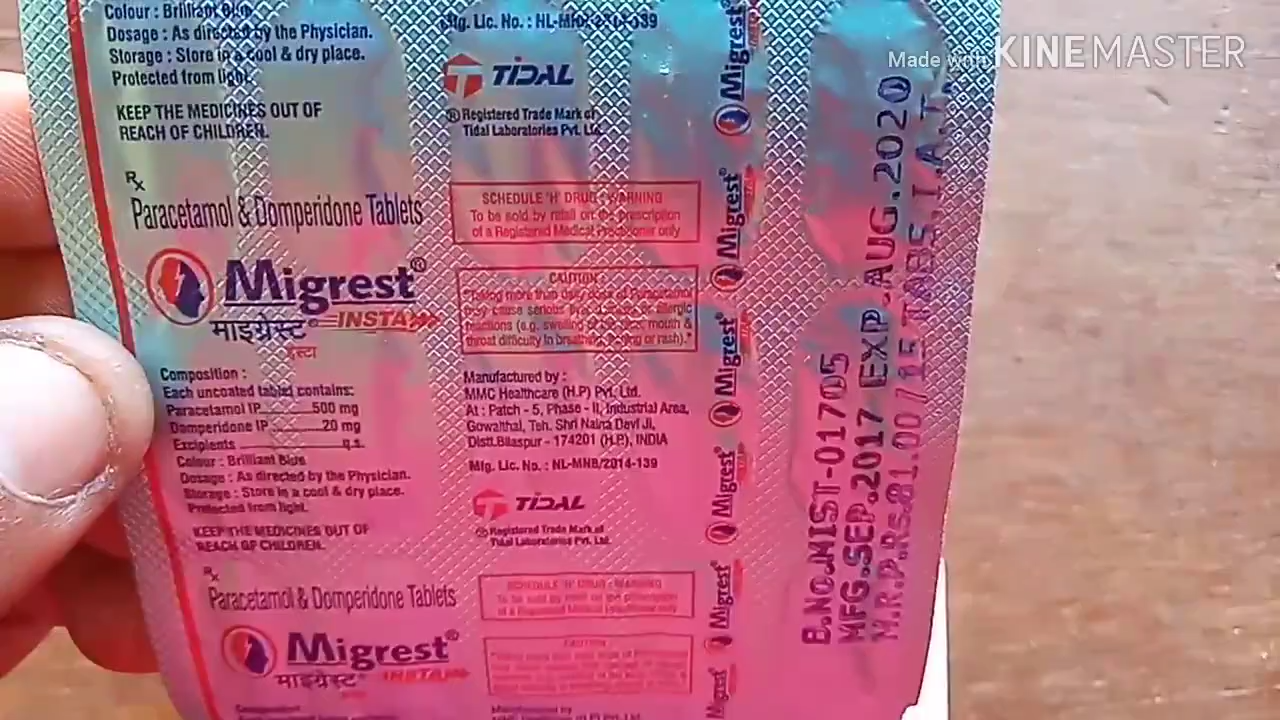 Colour : Brilliant Blue
Dosage : As directed by the Physician.
Storage : Store in a cool & dry place.
Protected from light.
KEEP THE MEDICINES OUT OF
REACH OF CHILDREN.
Mfg. Lic. No. : NL-MNB/2014-139
TIDAL
® Registered Trade Mark of
Tidal Laboratories Pvt. Ltd.
Made with KINEMASTER
Rx
Paracetamol & Domperidone Tablets
Migrest®
माइग्रेस्ट® INSTA
इंस्टा
SCHEDULE 'H' DRUG : WARNING
To be sold by retail on the prescription
of a Registered Medical Practitioner only
CAUTION :
"Taking more than daily dose of Paracetamol
may cause serious or allergic
reactions (e.g. swelling of the face, mouth &
throat difficulty in breathing, itching or rash)."
Composition :
Each uncoated tablet contains:
Paracetamol IP 500 mg
Domperidone IP 20 mg
Excipients q.s.
Colour : Brilliant Blue
Dosage : As directed by the Physician.
Storage : Store in a cool & dry place.
Protected from light.
KEEP THE MEDICINES OUT OF
REACH OF CHILDREN.
Manufactured by :
MMC Healthcare (H.P) Pvt. Ltd.
At : Patch - 5, Phase - II, Industrial Area,
Gowalthai, Teh. Shri Naina Devi Ji,
Distt.Bilaspur - 174201 (H.P.), INDIA
Mfg. Lic. No. : NL-MNB/2014-139
TIDAL
® Registered Trade Mark of
Tidal Laboratories Pvt. Ltd.
Rx
Paracetamol & Domperidone Tablets
Migrest®
माइग्रेस्ट® INSTA
SCHEDULE 'H' DRUG : WARNING
To be sold by retail on the prescription
of a Registered Medical Practitioner only
CAUTION :
Migrest®
Migrest®
Migrest®
Migrest®
Migrest®
Migrest®
B.NO.MIST-01705
MFG.SEP.2017 EXP.AUG.2020
M.R.P.Rs.81.00/15 TABS.I.A.T.